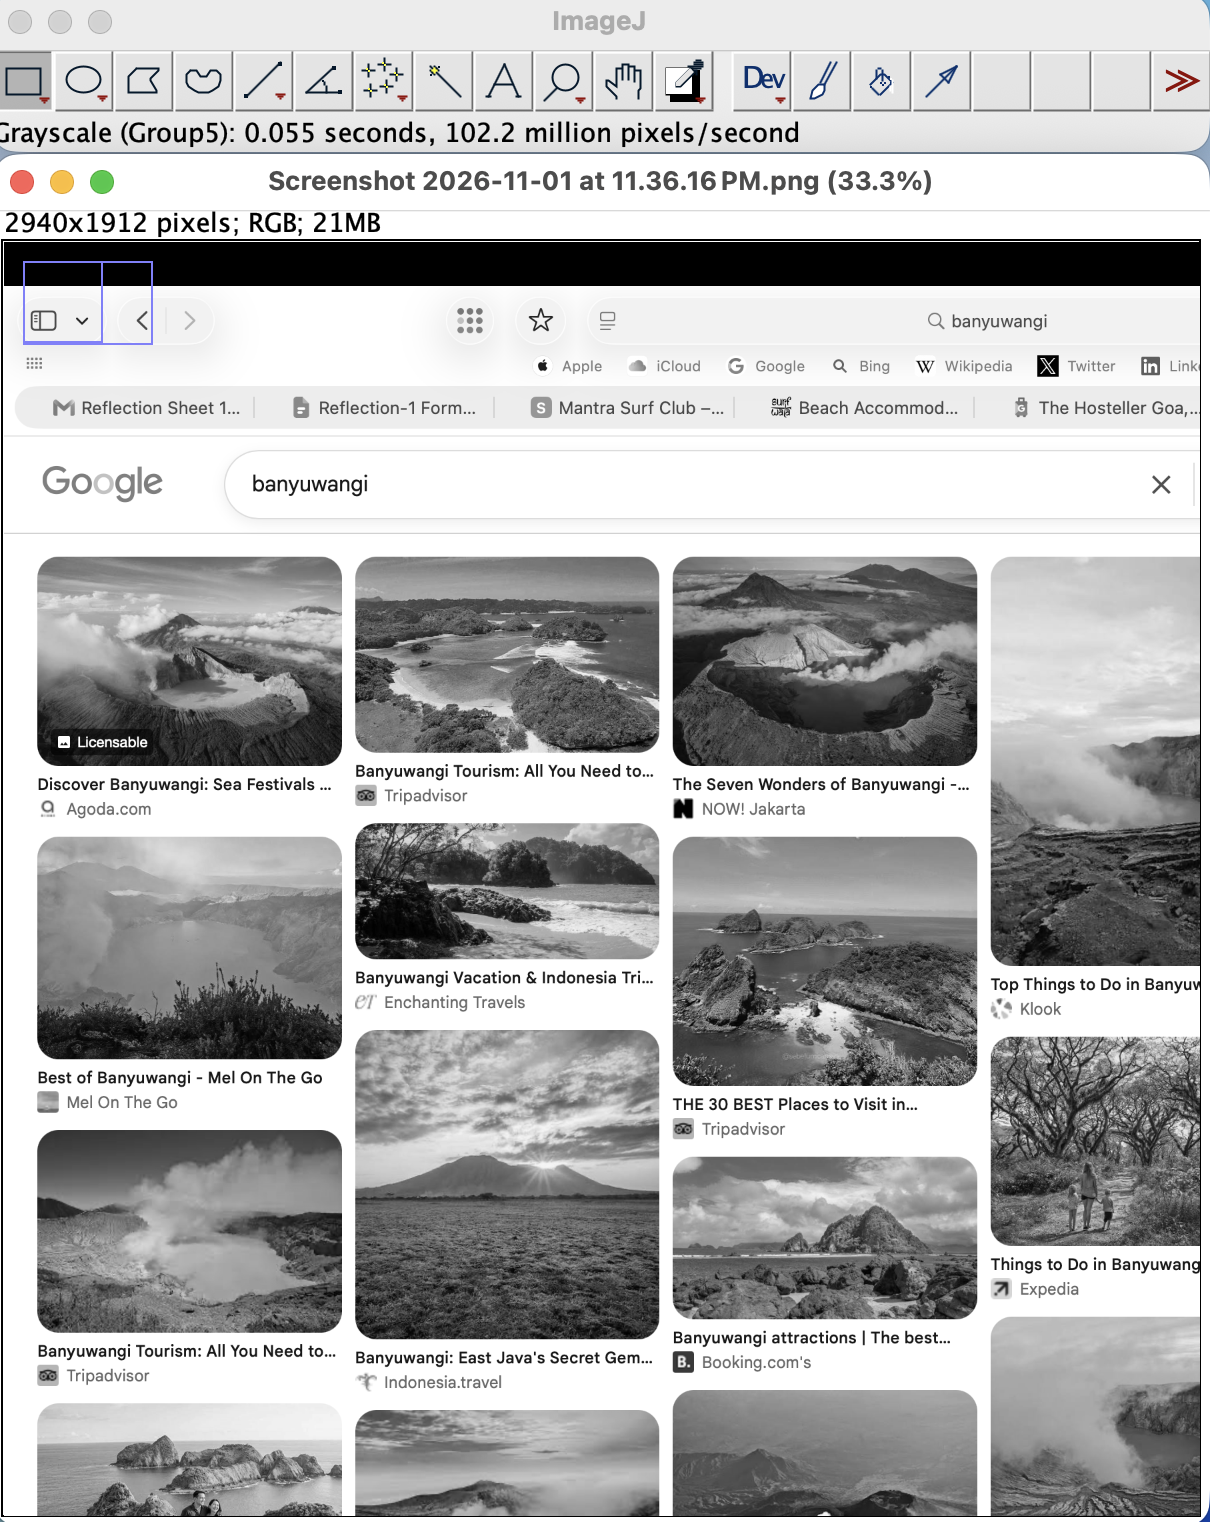 ImageJ
Dev
Grayscale (Group5): 0.055 seconds, 102.2 million pixels/second
Screenshot 2026-11-01 at 11.36.16 PM.png (33.3%)
2940x1912 pixels; RGB; 21MB
banyuwangi
Apple iCloud Google Bing Wikipedia Twitter Linke
Reflection Sheet 1... Reflection-1 Form... Mantra Surf Club –... Beach Accommod... The Hosteller Goa,...
Google banyuwangi
Licensable
Discover Banyuwangi: Sea Festivals ...
Agoda.com
Banyuwangi Tourism: All You Need to...
Tripadvisor
The Seven Wonders of Banyuwangi -...
NOW! Jakarta
Best of Banyuwangi - Mel On The Go
Mel On The Go
Banyuwangi Vacation & Indonesia Tri...
Enchanting Travels
THE 30 BEST Places to Visit in...
Tripadvisor
Top Things to Do in Banyuw
Klook
Banyuwangi Tourism: All You Need to...
Tripadvisor
Banyuwangi: East Java's Secret Gem...
Indonesia.travel
Banyuwangi attractions | The best...
Booking.com's
Things to Do in Banyuwang
Expedia